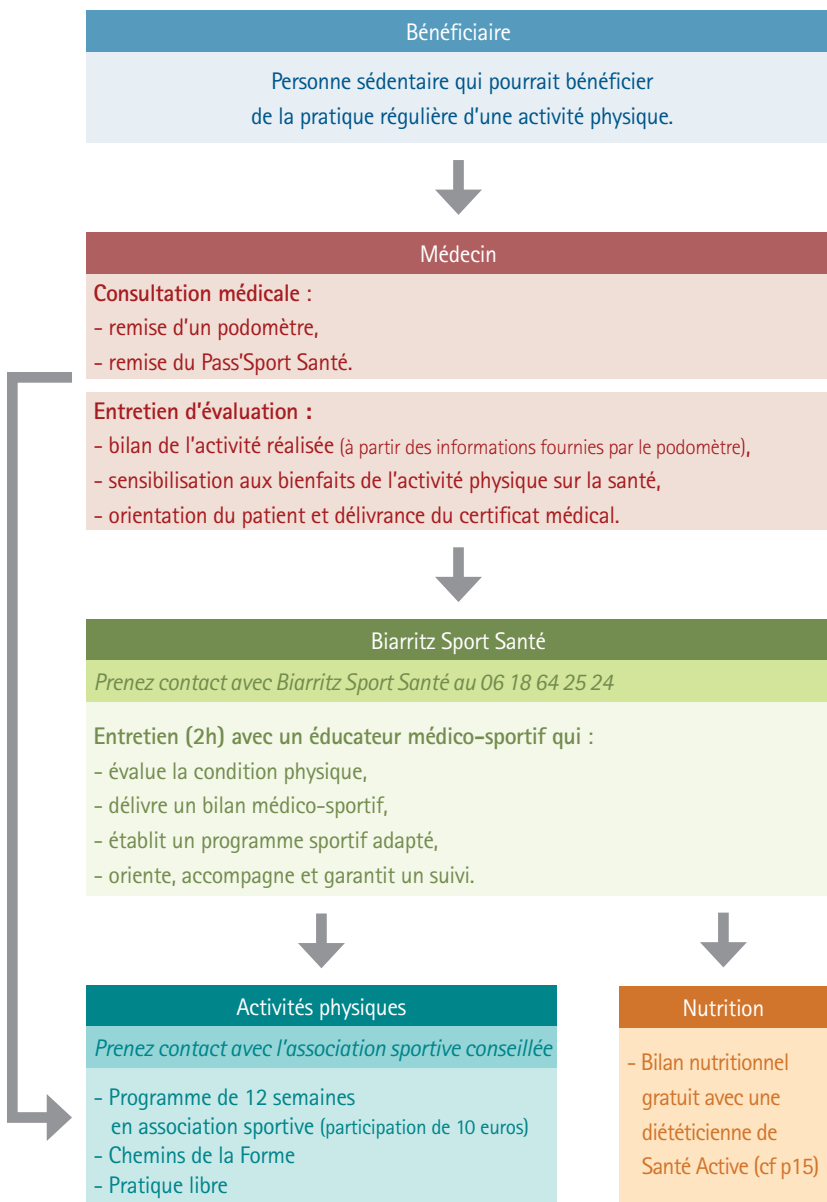 Bénéficiaire
Personne sédentaire qui pourrait bénéficier
de la pratique régulière d'une activité physique.
Médecin
Consultation médicale :
- remise d'un podomètre,
- remise du Pass'Sport Santé.
Entretien d'évaluation :
- bilan de l'activité réalisée (à partir des informations fournies par le podomètre),
- sensibilisation aux bienfaits de l'activité physique sur la santé,
- orientation du patient et délivrance du certificat médical.
Biarritz Sport Santé
Prenez contact avec Biarritz Sport Santé au 06 18 64 25 24
Entretien (2h) avec un éducateur médico-sportif qui :
- évalue la condition physique,
- délivre un bilan médico-sportif,
- établit un programme sportif adapté,
- oriente, accompagne et garantit un suivi.
Activités physiques
Prenez contact avec l'association sportive conseillée
- Programme de 12 semaines
en association sportive (participation de 10 euros)
- Chemins de la Forme
- Pratique libre
Nutrition
- Bilan nutritionnel
gratuit avec une
diététicienne de
Santé Active (cf p15)